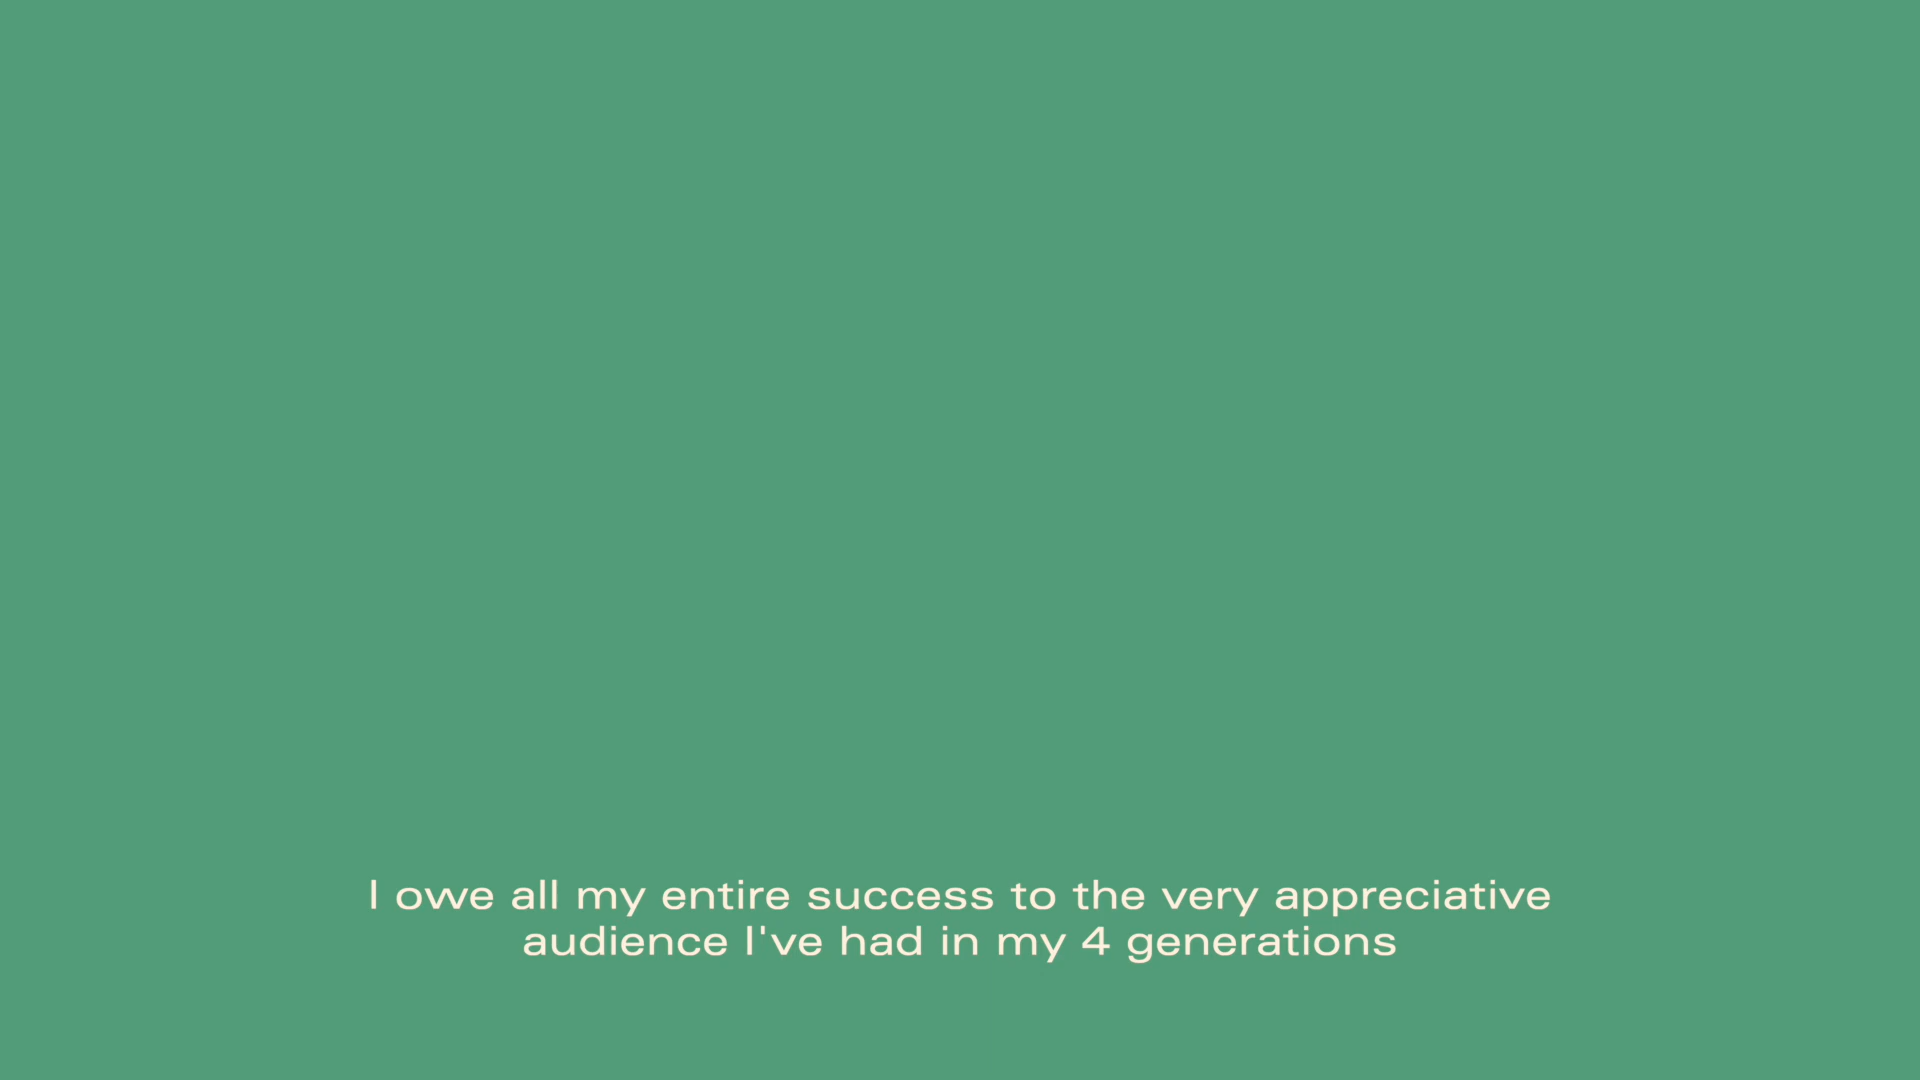 I owe all my entire success to the very appreciative
audience I've had in my 4 generations